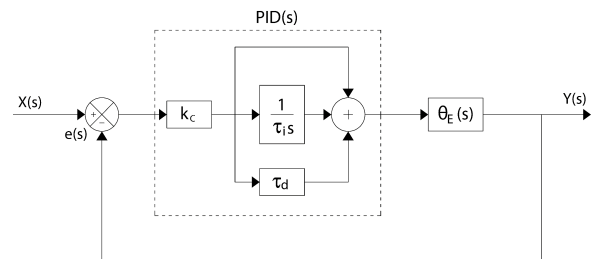 PID(s)
X(s)
+
−
e(s)
k_c
1
τ_i s
τ_d
+
θ_E (s)
Y(s)